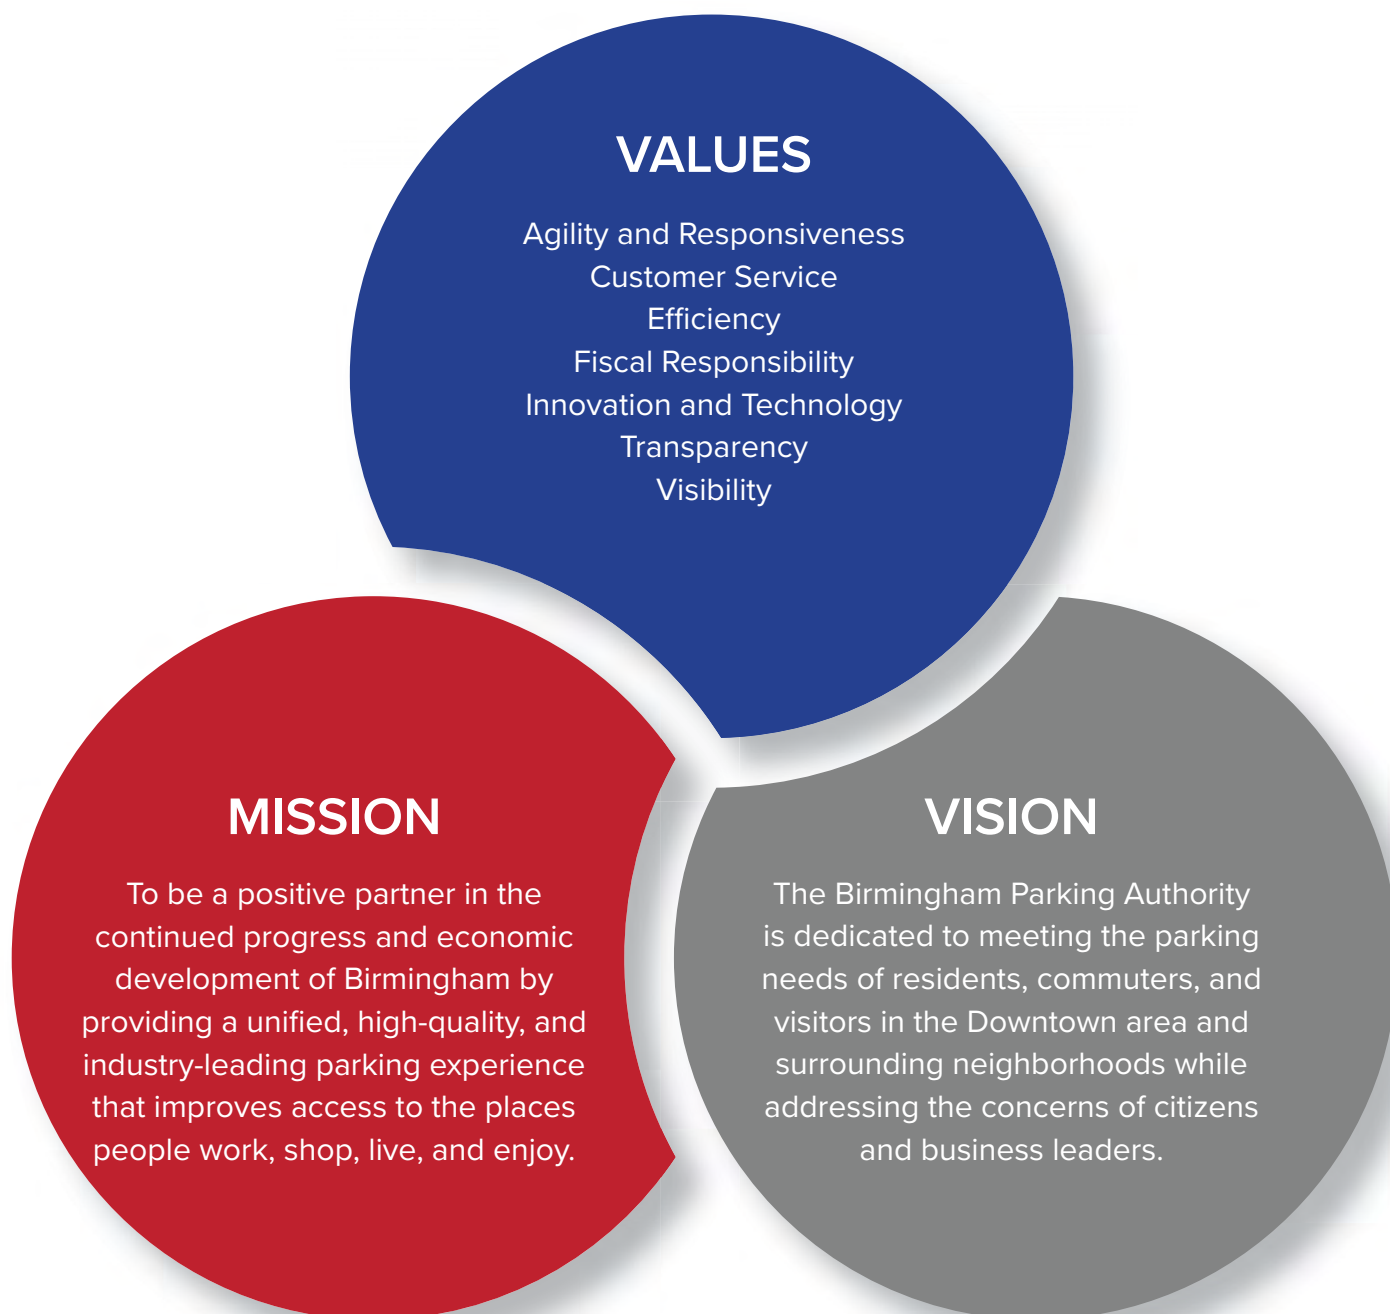 VALUES
Agility and Responsiveness
Customer Service
Efficiency
Fiscal Responsibility
Innovation and Technology
Transparency
Visibility
MISSION
To be a positive partner in the
continued progress and economic
development of Birmingham by
providing a unified, high-quality, and
industry-leading parking experience
that improves access to the places
people work, shop, live, and enjoy.
VISION
The Birmingham Parking Authority
is dedicated to meeting the parking
needs of residents, commuters, and
visitors in the Downtown area and
surrounding neighborhoods while
addressing the concerns of citizens
and business leaders.